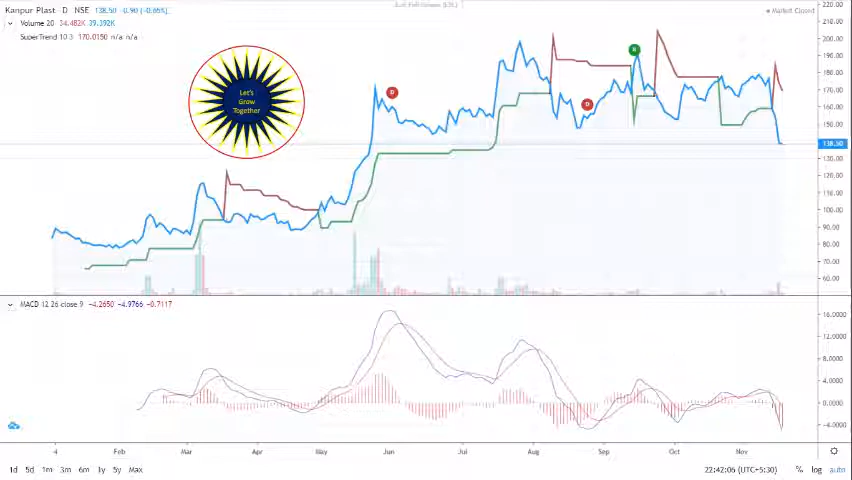 Kanpur Plast · D · NSE 138.50 -0.90 (-0.65%)
Market Closed
Volume 20 34.482K 39.392K
SuperTrend 10 3 170.0150 n/a n/a
Let's
Grow
Together
D
D
220.00
210.00
200.00
190.00
180.00
170.00
160.00
150.00
138.50
130.00
120.00
110.00
100.00
90.00
80.00
70.00
60.00
MACD 12 26 close 9 -4.2650 -4.9766 -0.7117
16.0000
12.0000
8.0000
4.0000
0.0000
-4.0000
4 Feb Mar Apr May Jun Jul Aug Sep Oct Nov
1d 5d 1m 3m 6m 1y 5y Max
22:42:06 (UTC+5:30) % log auto